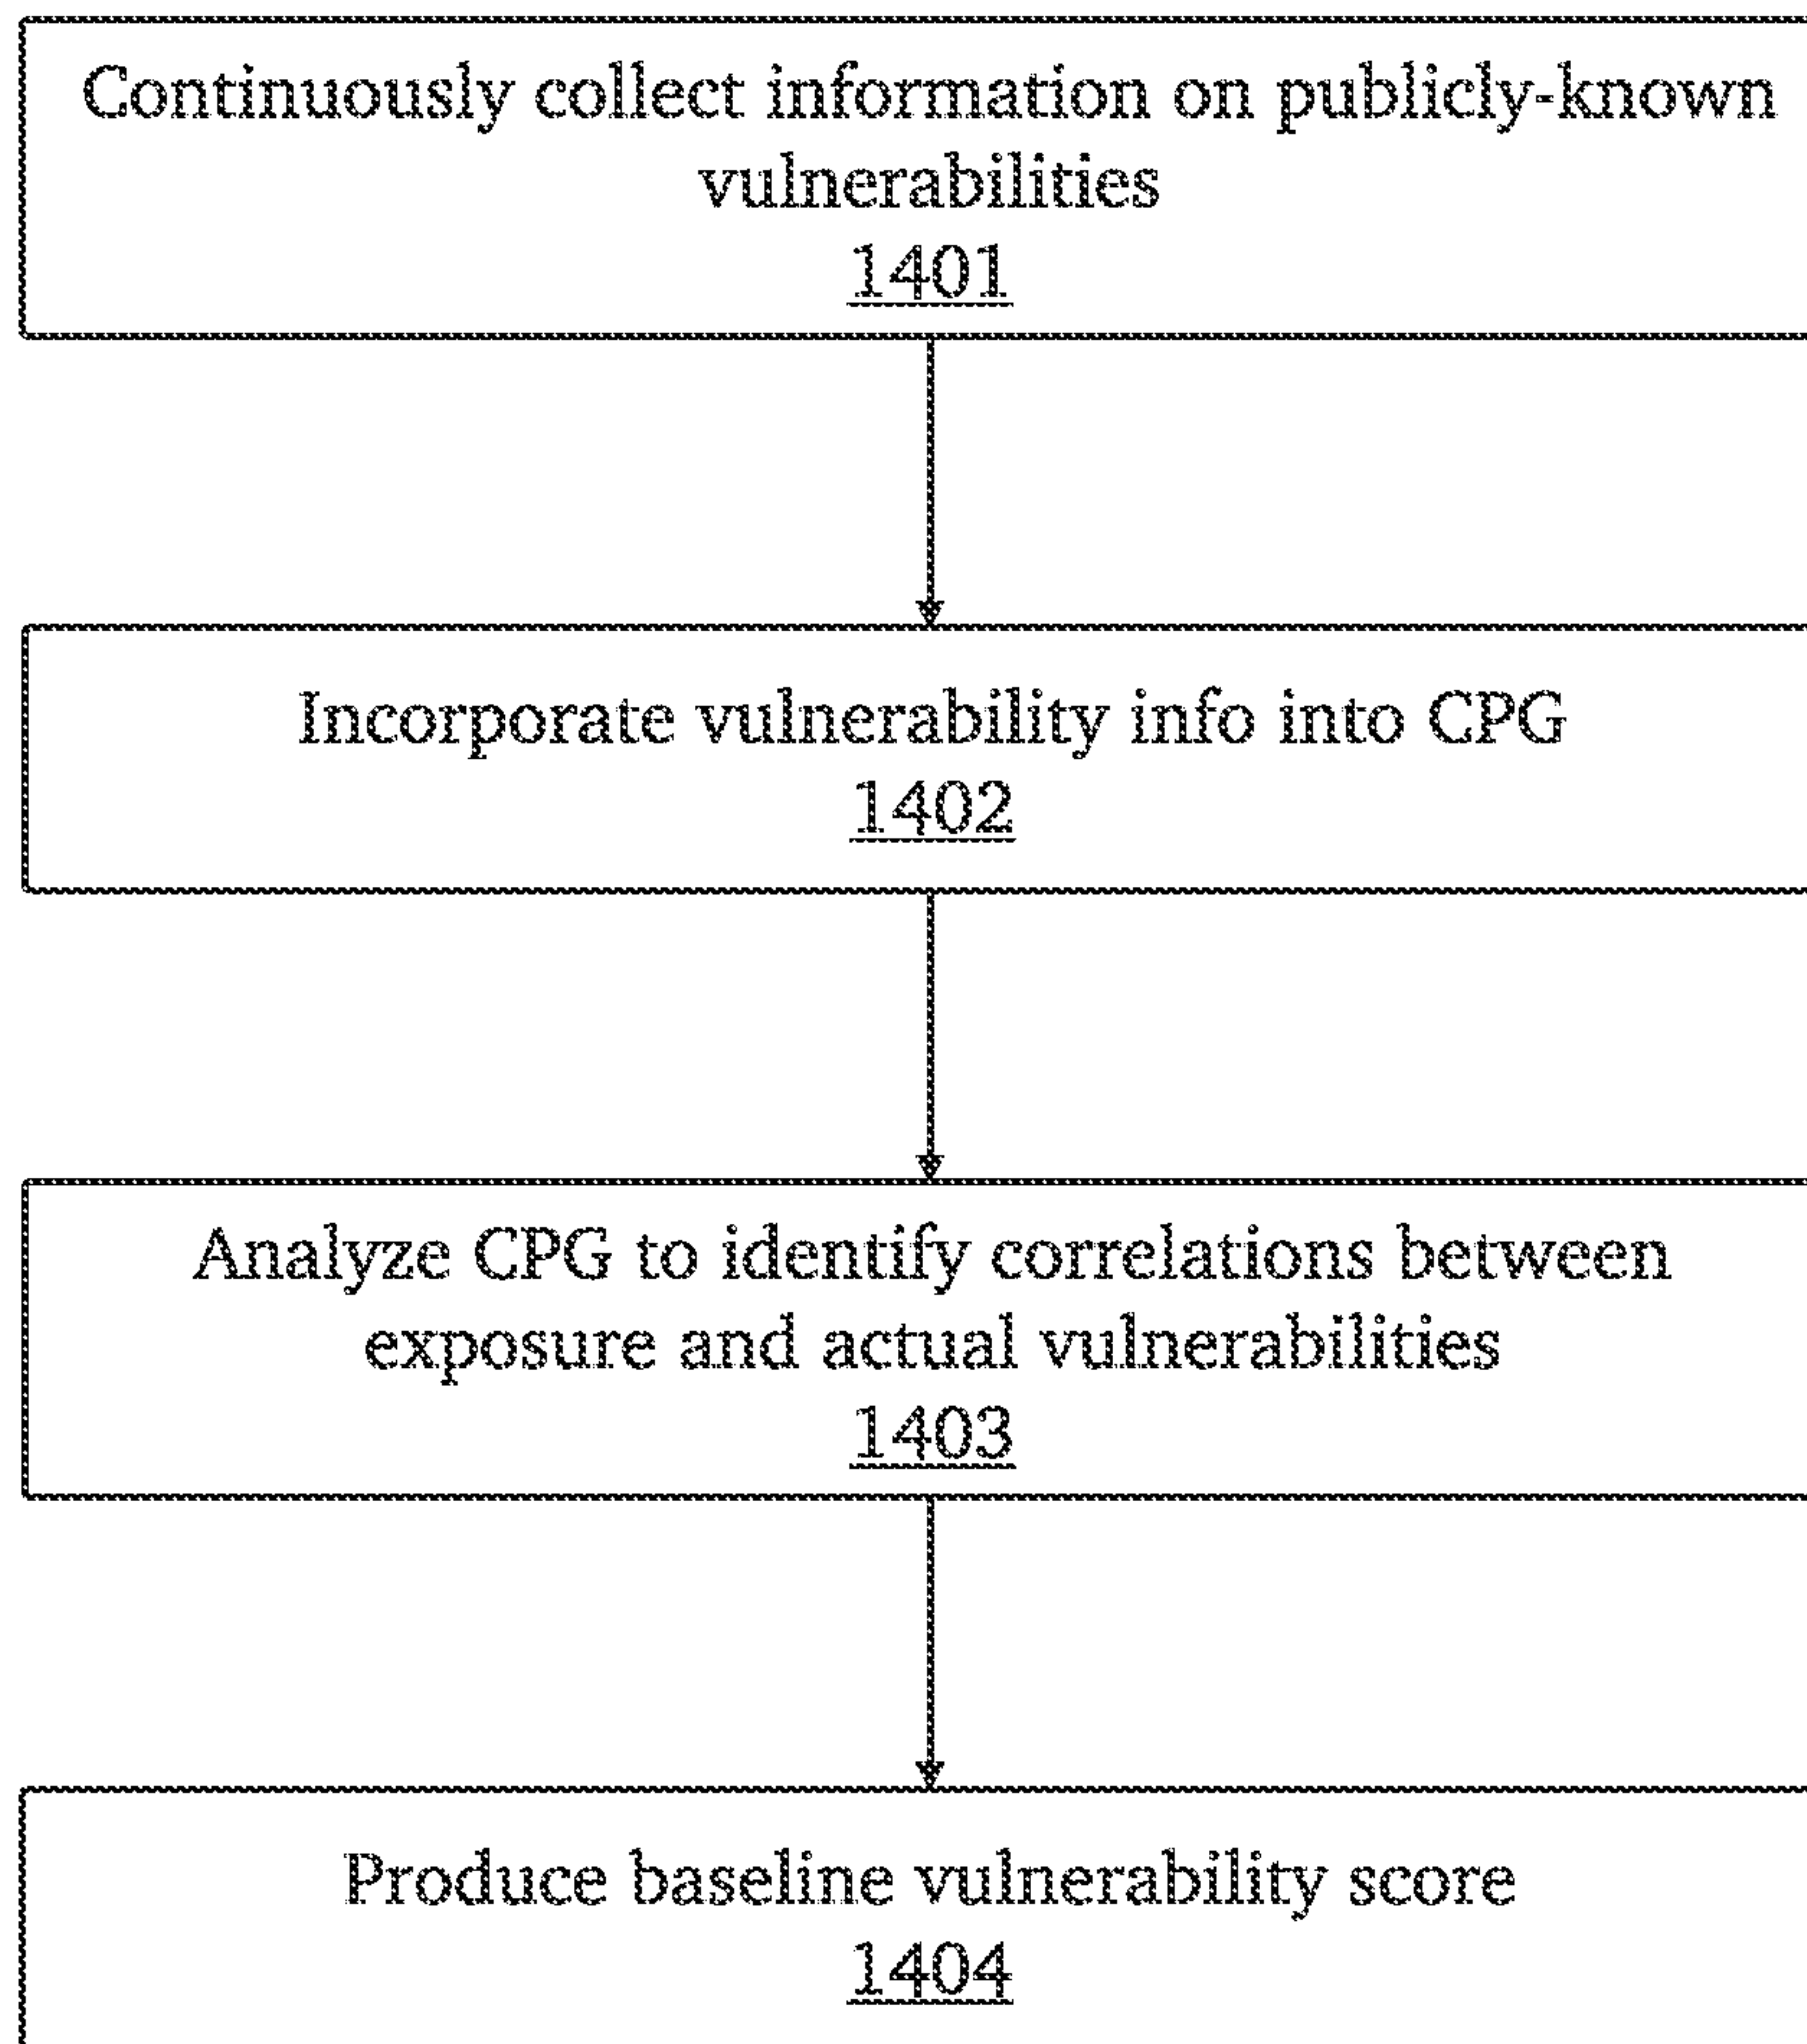 Continuously collect information on publicly-known
vulnerabilities
1401
Incorporate vulnerability info into CPG
1402
Analyze CPG to identify correlations between
exposure and actual vulnerabilities
1403
Produce baseline vulnerability score
1404